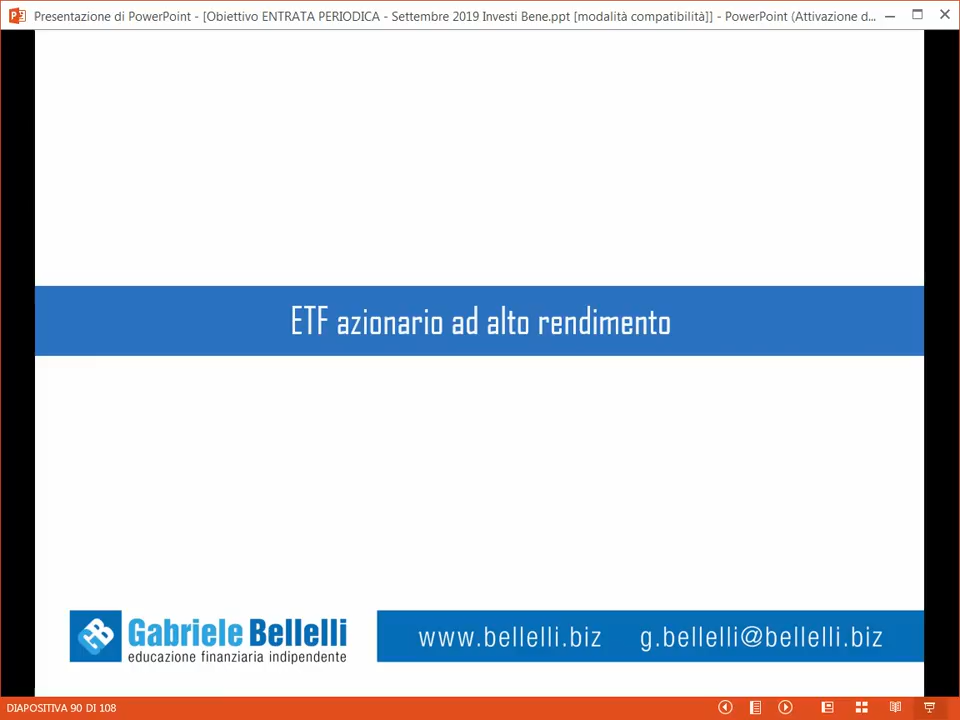 Presentazione di PowerPoint - [Obiettivo ENTRATA PERIODICA - Settembre 2019 Investi Bene.ppt [modalità compatibilità]] - PowerPoint (Attivazione d...
ETF azionario ad alto rendimento
Gabriele Bellelli
educazione finanziaria indipendente
www.bellelli.biz g.bellelli@bellelli.biz
DIAPOSITIVA 90 DI 108